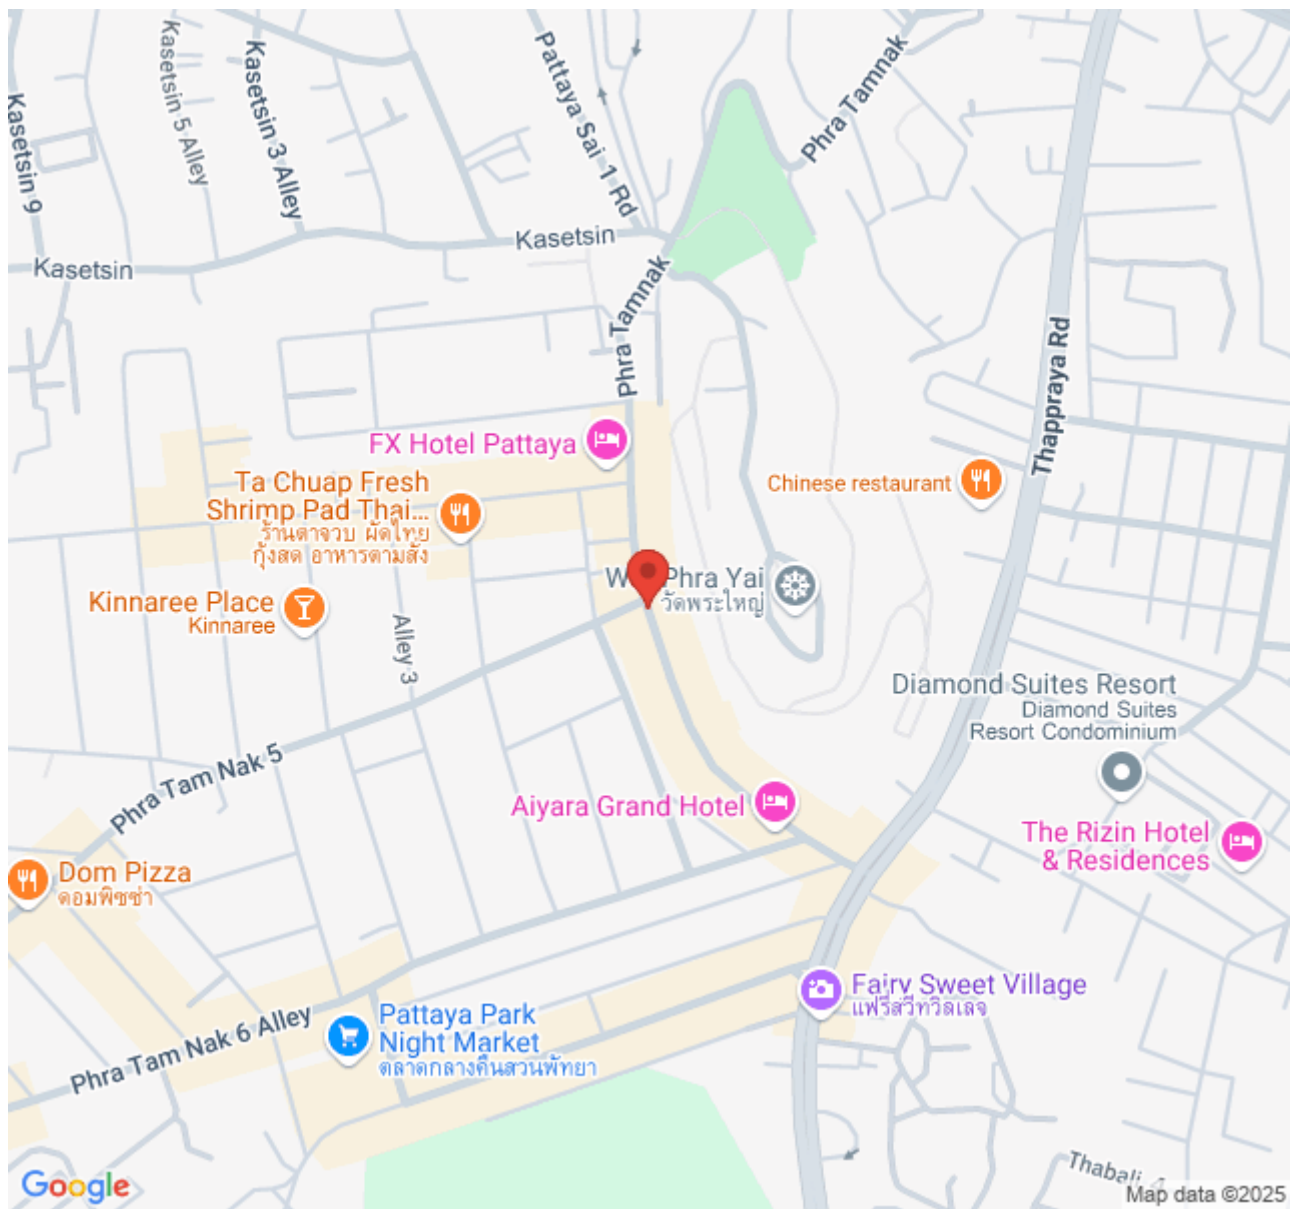 Kasetsin 9
Kasetsin 5 Alley
Kasetsin 3 Alley
Pattaya Sai 1 Rd
Phra Tamnak
Kasetsin
Kasetsin
Phra Tamnak
Thappraya Rd
FX Hotel Pattaya
Ta Chuap Fresh
Shrimp Pad Thai...
ร้านตาจวบ ผัดไทย
กุ้งสด อาหารตามสั่ง
Chinese restaurant
Phra Yai
วัดพระใหญ่
Kinnaree Place
Kinnaree
Alley 3
Diamond Suites Resort
Diamond Suites
Resort Condominium
Phra Tam Nak 5
Aiyara Grand Hotel
The Rizin Hotel
& Residences
Dom Pizza
ดอมพิซซ่า
Fairy Sweet Village
แฟรี่สวีทวิลเลจ
Pattaya Park
Night Market
ตลาดกลางคืนสวนพัทยา
Phra Tam Nak 6 Alley
Thabali 4
Google
Map data ©2025